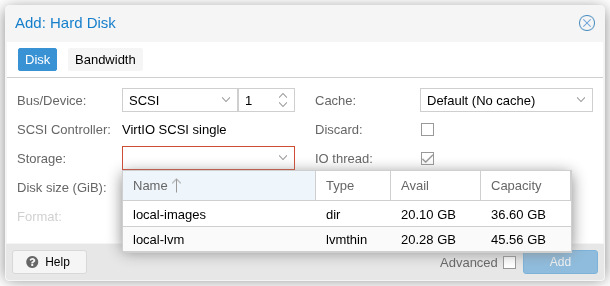 Add: Hard Disk
Disk Bandwidth
Bus/Device: SCSI 1 Cache: Default (No cache)
SCSI Controller: VirtIO SCSI single Discard:
Storage: IO thread:
Disk size (GiB):
Format:
Name Type Avail Capacity
local-images dir 20.10 GB 36.60 GB
local-lvm lvmthin 20.28 GB 45.56 GB
Help Advanced Add